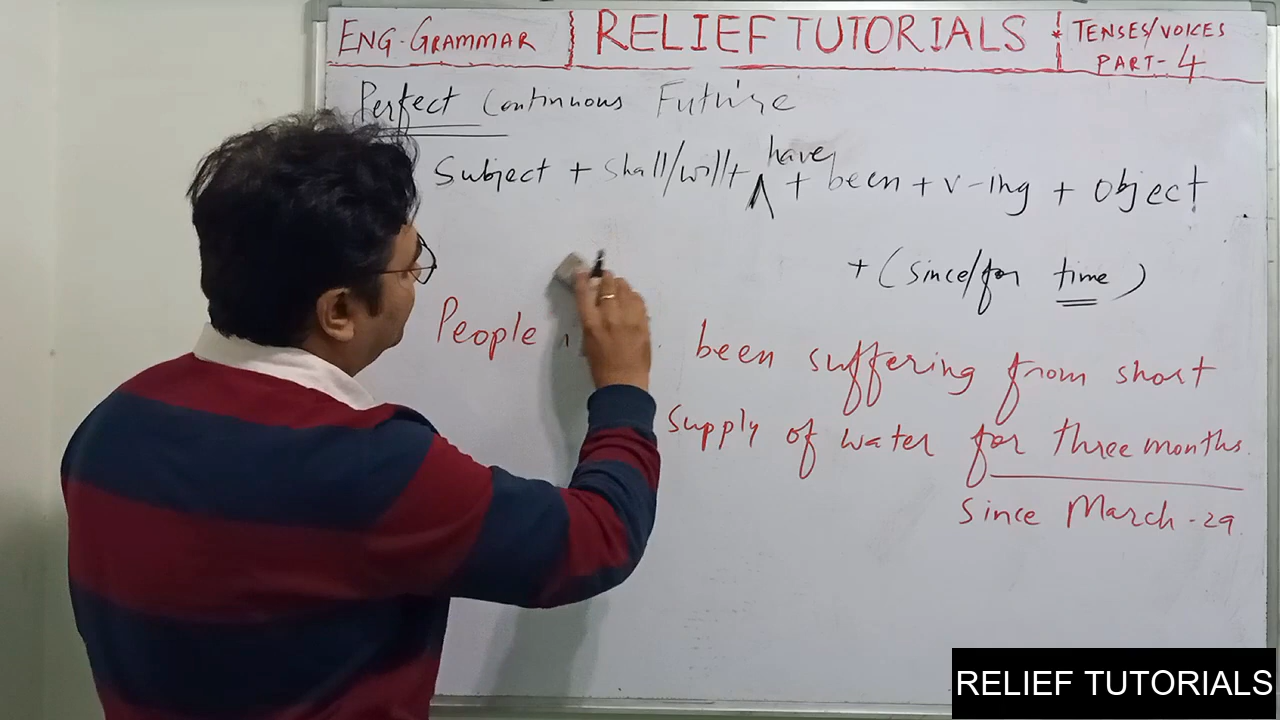 ENG-GRAMMAR RELIEF TUTORIALS TENSES/VOICES
PART-4
Perfect Continuous Future
Subject + shall/will + have + been + v-ing + object
+ (since/for time)
People been suffering from short
supply of water for three months.
since March-29.
RELIEF TUTORIALS